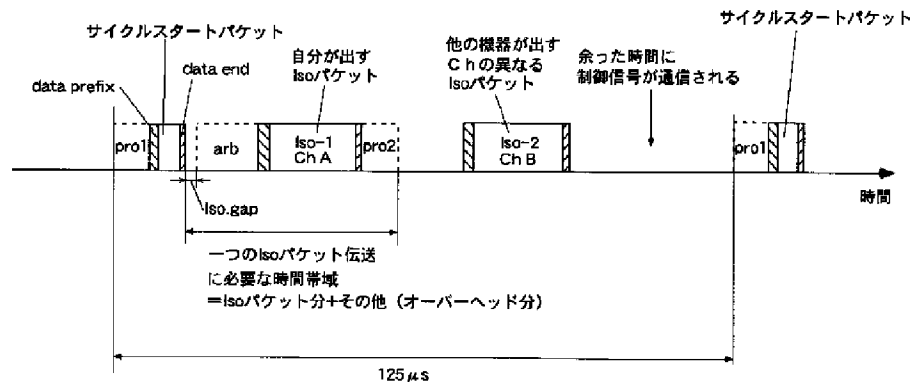 サイクルスタートパケット
サイクルスタートパケット
自分が出す
Isoパケット
他の機器が出す
Chの異なる
Isoパケット
余った時間に
制御信号が通信される
data prefix
data end
pro1
arb
Iso-1
Ch A
pro2
Iso-2
Ch B
pro1
時間
Iso.gap
一つのIsoパケット伝送
に必要な時間帯域
=Isoパケット分+その他(オーバーヘッド分)
125μs